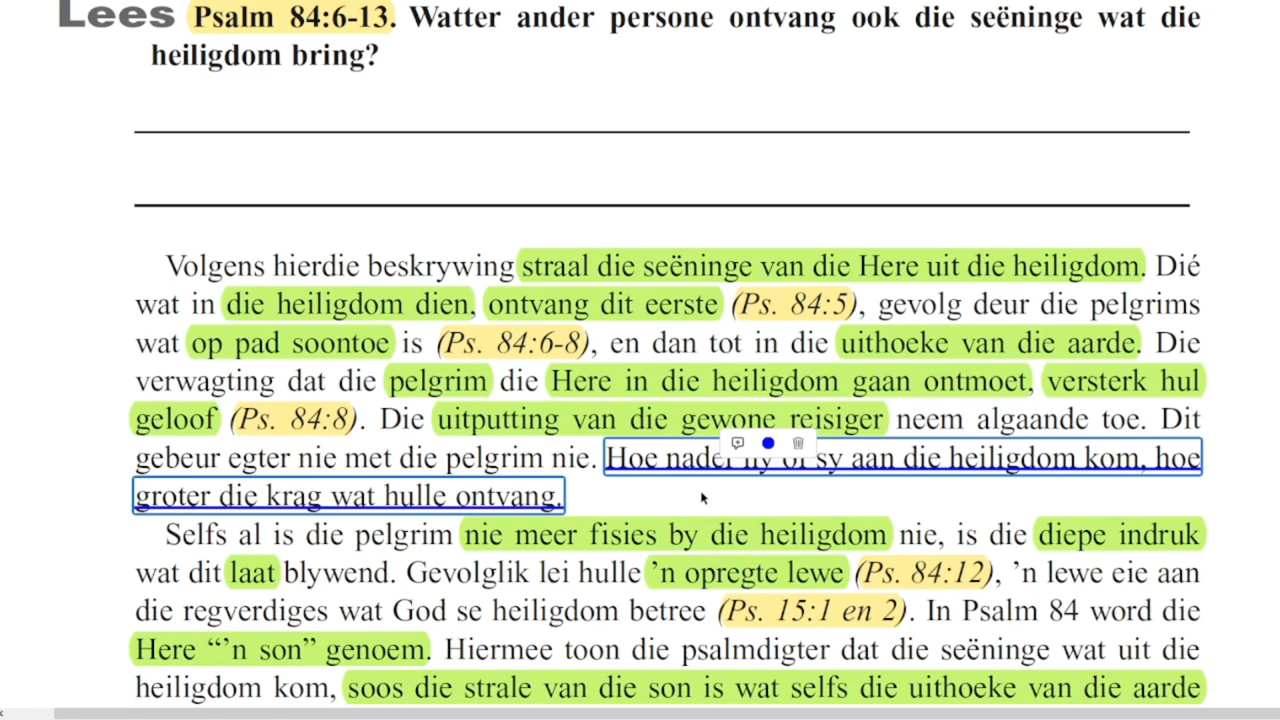 Lees Psalm 84:6-13. Watter ander persone ontvang ook die seëninge wat die
heiligdom bring?
Volgens hierdie beskrywing straal die seëninge van die Here uit die heiligdom. Dié
wat in die heiligdom dien, ontvang dit eerste (Ps. 84:5), gevolg deur die pelgrims
wat op pad soontoe is (Ps. 84:6-8), en dan tot in die uithoeke van die aarde. Die
verwagting dat die pelgrim die Here in die heiligdom gaan ontmoet, versterk hul
geloof (Ps. 84:8). Die uitputting van die gewone reisiger neem algaande toe. Dit
gebeur egter nie met die pelgrim nie. Hoe nader hy of sy aan die heiligdom kom, hoe
groter die krag wat hulle ontvang.
Selfs al is die pelgrim nie meer fisies by die heiligdom nie, is die diepe indruk
wat dit laat blywend. Gevolglik lei hulle ’n opregte lewe (Ps. 84:12), ’n lewe eie aan
die regverdiges wat God se heiligdom betree (Ps. 15:1 en 2). In Psalm 84 word die
Here “’n son” genoem. Hiermee toon die psalmdigter dat die seëninge wat uit die
heiligdom kom, soos die strale van die son is wat selfs die uithoeke van die aarde